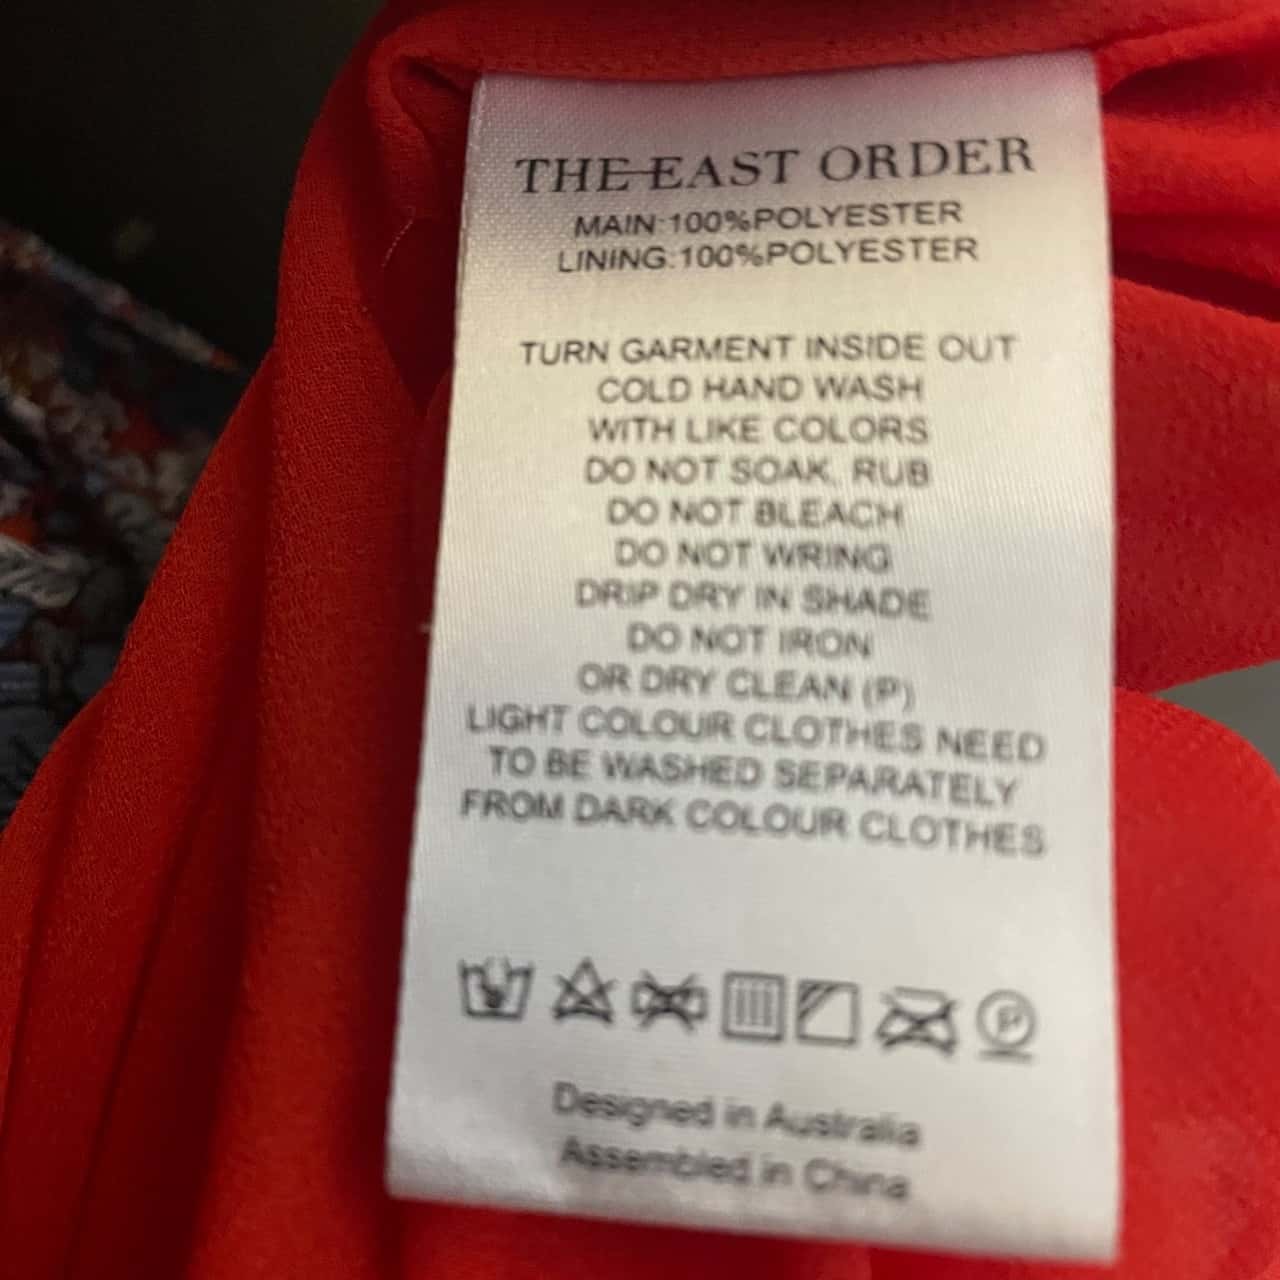 THE EAST ORDER
MAIN:100%POLYESTER
LINING:100%POLYESTER
TURN GARMENT INSIDE OUT
COLD HAND WASH
WITH LIKE COLORS
DO NOT SOAK, RUB
DO NOT BLEACH
DO NOT WRING
DRIP DRY IN SHADE
DO NOT IRON
OR DRY CLEAN (P)
LIGHT COLOUR CLOTHES NEED
TO BE WASHED SEPARATELY
FROM DARK COLOUR CLOTHES
P
Designed in Australia
Assembled in China